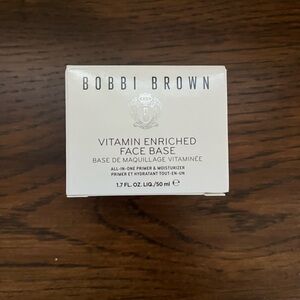 BOBBI BROWN
VITAMIN ENRICHED
FACE BASE
BASE DE MAQUILLAGE VITAMINÉE
ALL-IN-ONE PRIMER & MOISTURIZER
PRIMER ET HYDRATANT TOUT-EN-UN
1.7 FL. OZ. LIQ./50 ml ℮